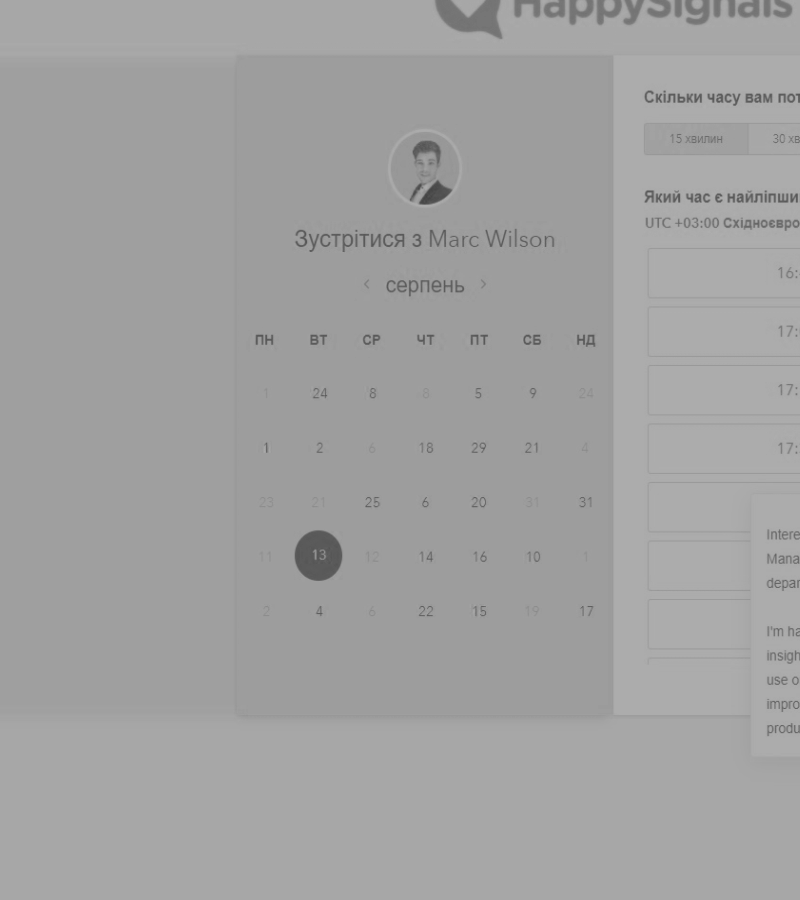 HappySignals
Зустрітися з Marc Wilson
серпень
ПН ВТ СР ЧТ ПТ СБ НД
1 24 8 8 5 9 24
1 2 6 18 29 21 4
23 21 25 6 20 31 31
11 13 12 14 16 10 1
2 4 6 22 15 19 17
Скільки часу вам пот
15 хвилин 30 хв
Який час є найліпши
UTC +03:00 Східноєвро
16:
17:
17:
17:
Intere
Mana
depar
I'm ha
insigh
use o
impro
produ